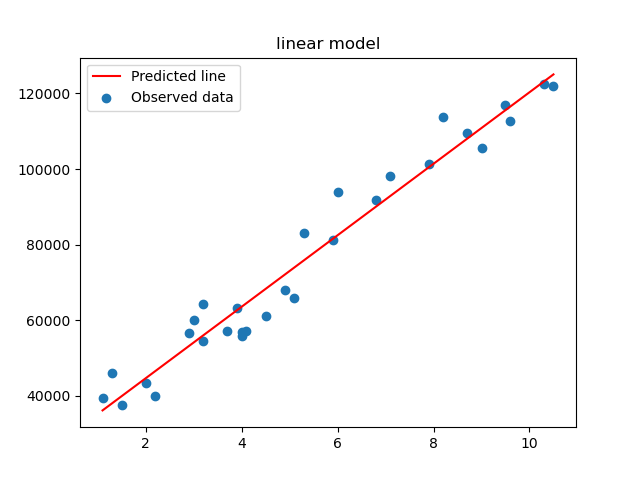 linear model
Predicted line
Observed data
120000
100000
80000
60000
40000
2 4 6 8 10